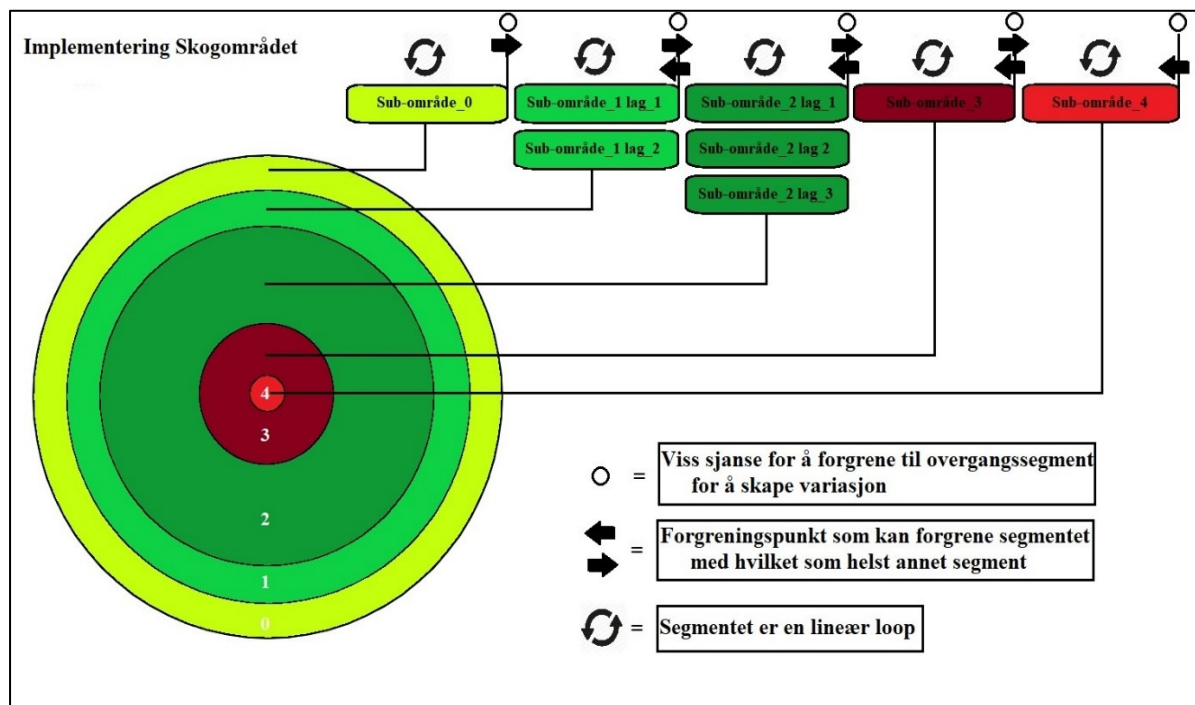 Implementering Skogområdet
Sub-område_0
Sub-område_1 lag_1
Sub-område_2 lag_1
Sub-område_3
Sub-område_4
Sub-område_1 lag_2
Sub-område_2 lag 2
Sub-område_2 lag_3
4
3
2
1
0
= Viss sjanse for å forgrene til overgangssegment
for å skape variasjon
= Forgreningspunkt som kan forgrene segmentet
med hvilket som helst annet segment
= Segmentet er en lineær loop